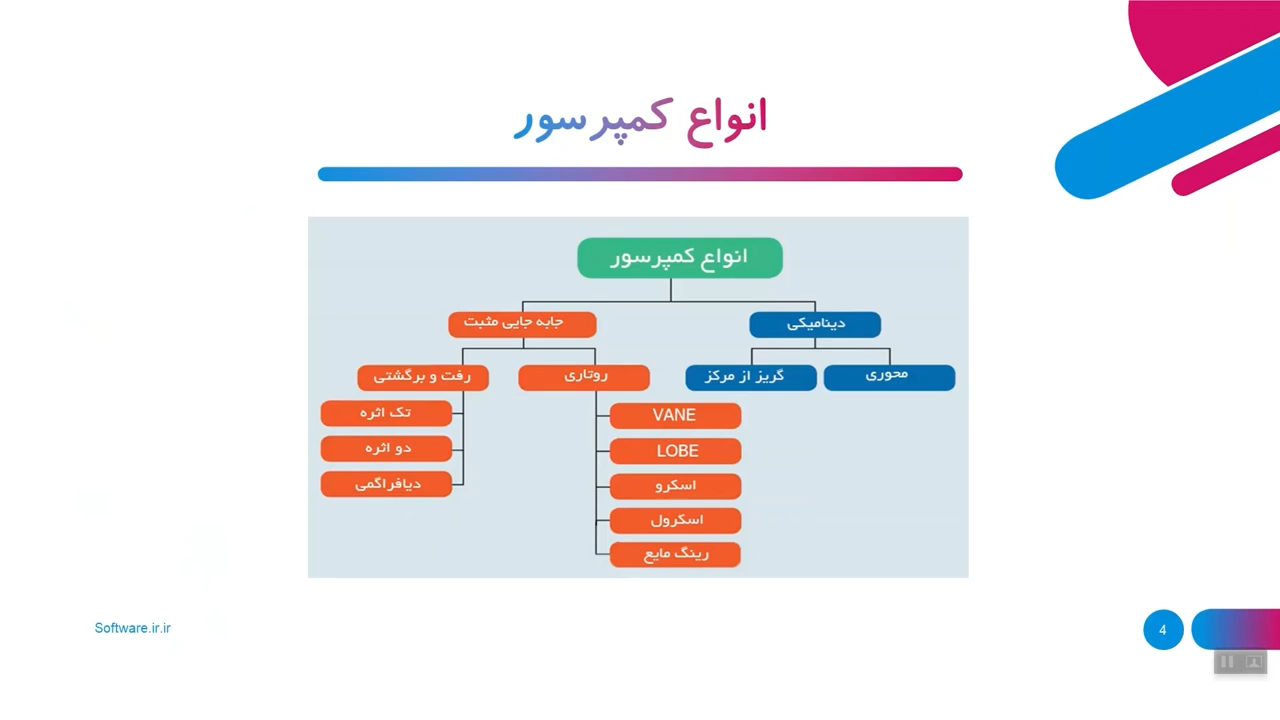 انواع کمپرسور
انواع کمپرسور
دینامیکی
جابه جایی مثبت
محوری
گریز از مرکز
روتاری
رفت و برگشتی
VANE
LOBE
اسکرو
اسکرول
رینگ مایع
تک اثره
دو اثره
دیافراگمی
Software.ir.ir
4